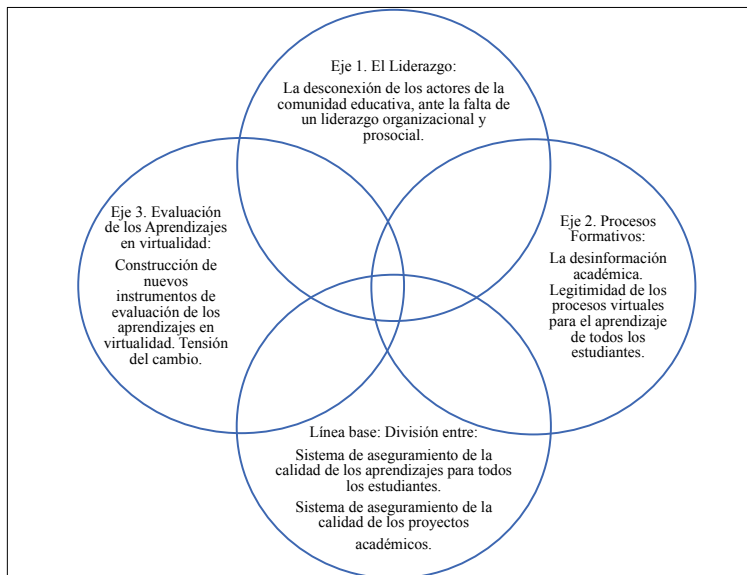 Eje 1. El Liderazgo:
La desconexión de los actores de la
comunidad educativa, ante la falta de
un liderazgo organizacional y
prosocial.
Eje 3. Evaluación
de los Aprendizajes
en virtualidad:
Construcción de
nuevos
instrumentos de
evaluación de los
aprendizajes en
virtualidad. Tensión
del cambio.
Eje 2. Procesos
Formativos:
La desinformación
académica.
Legitimidad de los
procesos virtuales
para el aprendizaje
de todos los
estudiantes.
Línea base: División entre:
Sistema de aseguramiento de la
calidad de los aprendizajes para todos
los estudiantes.
Sistema de aseguramiento de la
calidad de los proyectos
académicos.